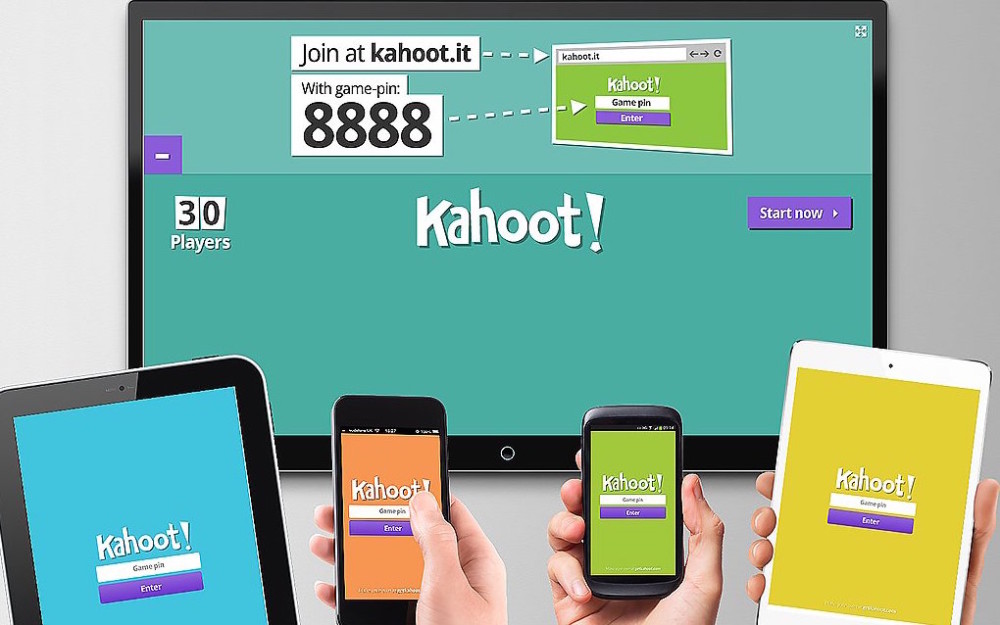 Join at kahoot.it
With game-pin:
8888
kahoot.it
Kahoot!
Game pin
Enter
30
Players
Kahoot!
Start now
Kahoot!
Game pin
Enter
Kahoot!
Game pin
Enter
Kahoot!
Game pin
Enter
Kahoot!
Game pin
Enter